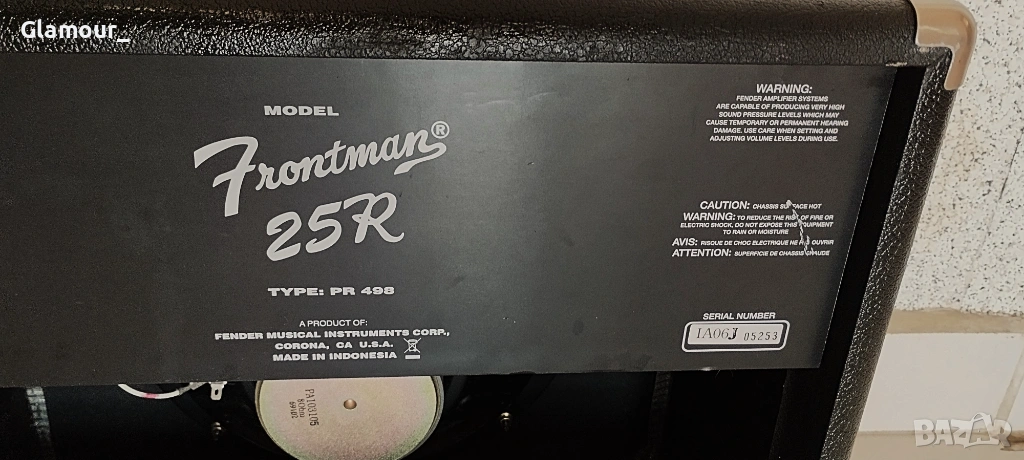 Glamour_
MODEL
Frontman®
25R
TYPE: PR 498
A PRODUCT OF:
FENDER MUSICAL INSTRUMENTS CORP.,
CORONA, CA U.S.A.
MADE IN INDONESIA
WARNING:
FENDER AMPLIFIER SYSTEMS
ARE CAPABLE OF PRODUCING VERY HIGH
SOUND PRESSURE LEVELS WHICH MAY
CAUSE TEMPORARY OR PERMANENT HEARING
DAMAGE. USE CARE WHEN SETTING AND
ADJUSTING VOLUME LEVELS DURING USE.
CAUTION: CHASSIS SURFACE HOT
WARNING: TO REDUCE THE RISK OF FIRE OR
ELECTRIC SHOCK, DO NOT EXPOSE THIS EQUIPMENT
TO RAIN OR MOISTURE
AVIS: RISQUE DE CHOC ELECTRIQUE NE PAS OUVRIR
ATTENTION: SUPERFICIE DE CHASSIS CHAUDE
SERIAL NUMBER
IA06J 05253
PA103105
8Ohm
BAZAR